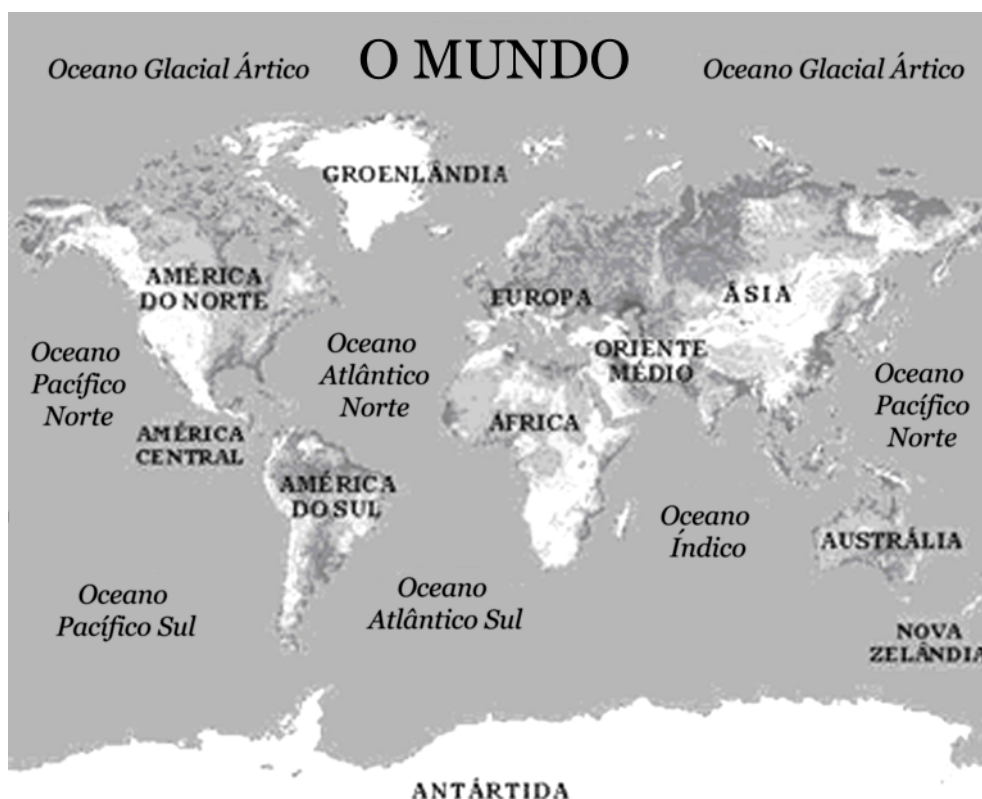 O MUNDO
Oceano Glacial Ártico
Oceano Glacial Ártico
GROENLÂNDIA
AMÉRICA
DO NORTE
EUROPA
ÁSIA
Oceano
Pacífico
Norte
Oceano
Atlântico
Norte
ORIENTE
MÉDIO
Oceano
Pacífico
Norte
AMÉRICA
CENTRAL
ÁFRICA
AMÉRICA
DO SUL
Oceano
Índico
AUSTRÁLIA
Oceano
Pacífico Sul
Oceano
Atlântico Sul
NOVA
ZELÂNDIA
ANTÁRTIDA